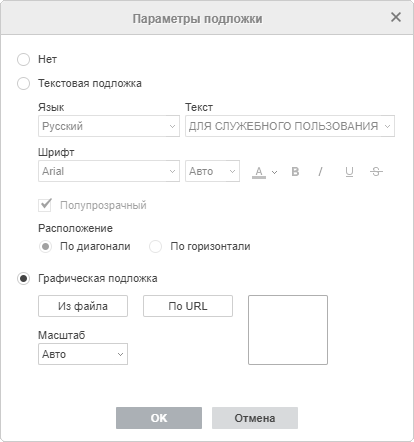 Параметры подложки
Нет
Текстовая подложка
Язык Текст
Русский ДЛЯ СЛУЖЕБНОГО ПОЛЬЗОВАНИЯ
Шрифт
Arial Авто A B I U S
Полупрозрачный
Расположение
По диагонали По горизонтали
Графическая подложка
Из файла По URL
Масштаб
Авто
OK Отмена